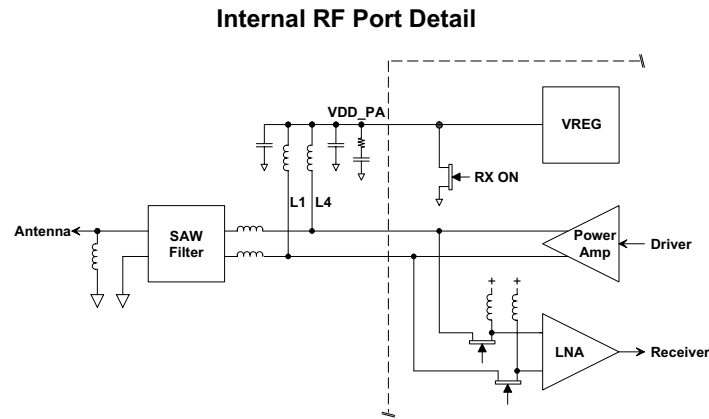 Internal RF Port Detail
VDD_PA
VREG
RX ON
L1
L4
Antenna
SAW
Filter
Power
Amp
Driver
+ +
LNA
Receiver